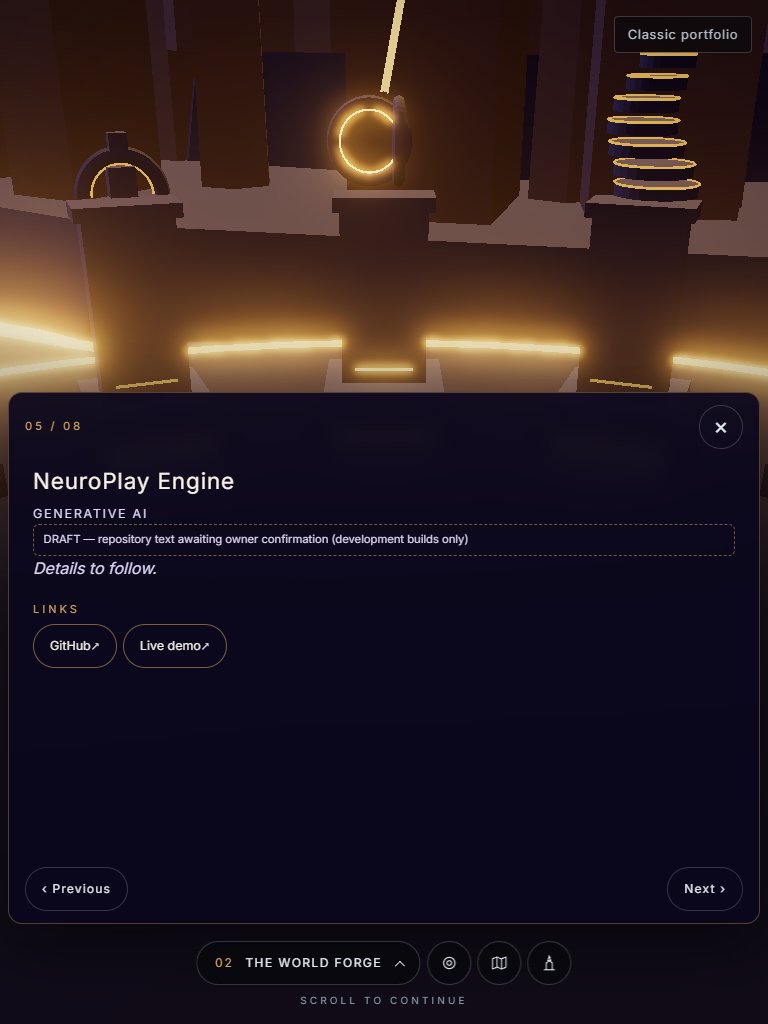 Classic portfolio
05 / 08
NeuroPlay Engine
GENERATIVE AI
DRAFT — repository text awaiting owner confirmation (development builds only)
Details to follow.
LINKS
GitHub↗ Live demo↗
‹ Previous Next ›
02 THE WORLD FORGE
SCROLL TO CONTINUE